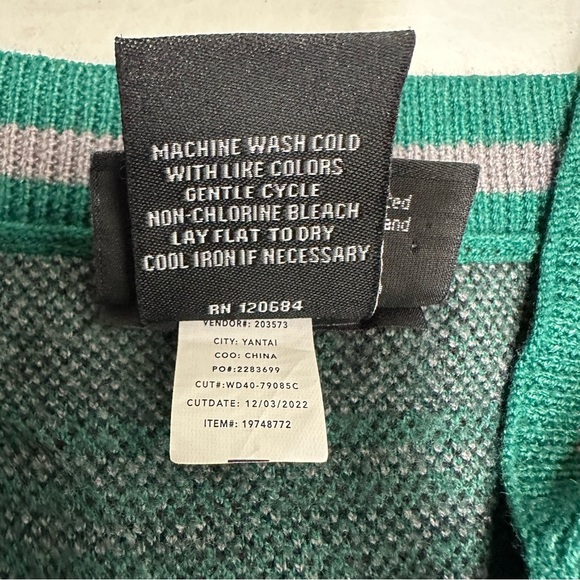 MACHINE WASH COLD
WITH LIKE COLORS
GENTLE CYCLE
NON-CHLORINE BLEACH
LAY FLAT TO DRY
COOL IRON IF NECESSARY
RN 120684
VENDOR#: 203573
CITY: YANTAI
COO: CHINA
PO#:2283699
CUT#:WD40-79085C
CUTDATE: 12/03/2022
ITEM#: 19748772
and